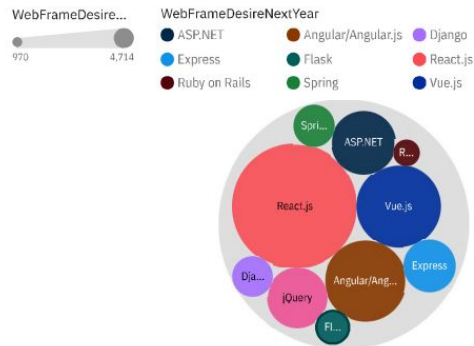 WebFrameDesire...
970
4,714
WebFrameDesireNextYear
ASP.NET
Angular/Angular.js
Django
Express
Flask
React.js
Ruby on Rails
Spring
Vue.js
Spri...
ASP.NET
R...
React.js
Vue.js
Dja...
jQuery
Angular/Ang...
Express
Fl...